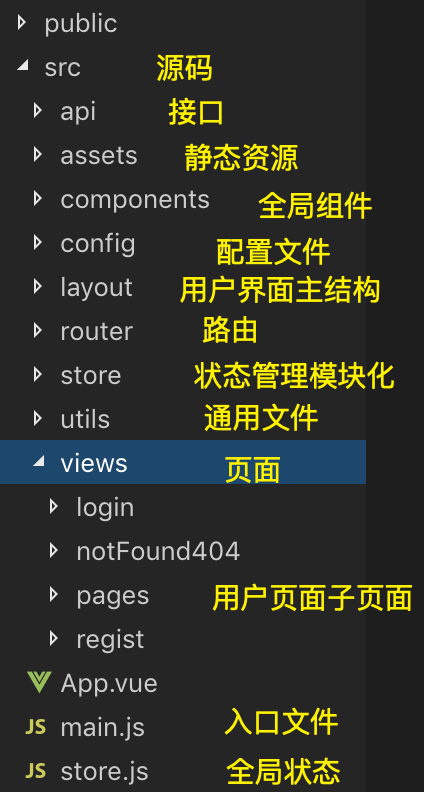 public
src 源码
api 接口
assets 静态资源
components 全局组件
config 配置文件
layout 用户界面主结构
router 路由
store 状态管理模块化
utils 通用文件
views 页面
login
notFound404
pages 用户页面子页面
regist
App.vue
JS main.js 入口文件
JS store.js 全局状态